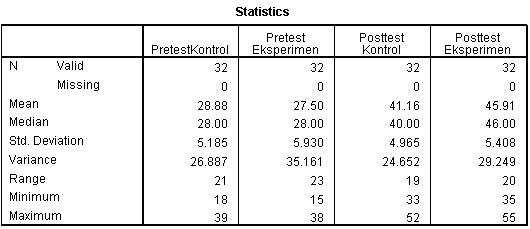 Statistics
PretestKontrol Pretest Eksperimen Posttest Kontrol Posttest Eksperimen
N Valid 32 32 32 32
Missing 0 0 0 0
Mean 28.88 27.50 41.16 45.91
Median 28.00 28.00 40.00 46.00
Std. Deviation 5.185 5.930 4.965 5.408
Variance 26.887 35.161 24.652 29.249
Range 21 23 19 20
Minimum 18 15 33 35
Maximum 39 38 52 55